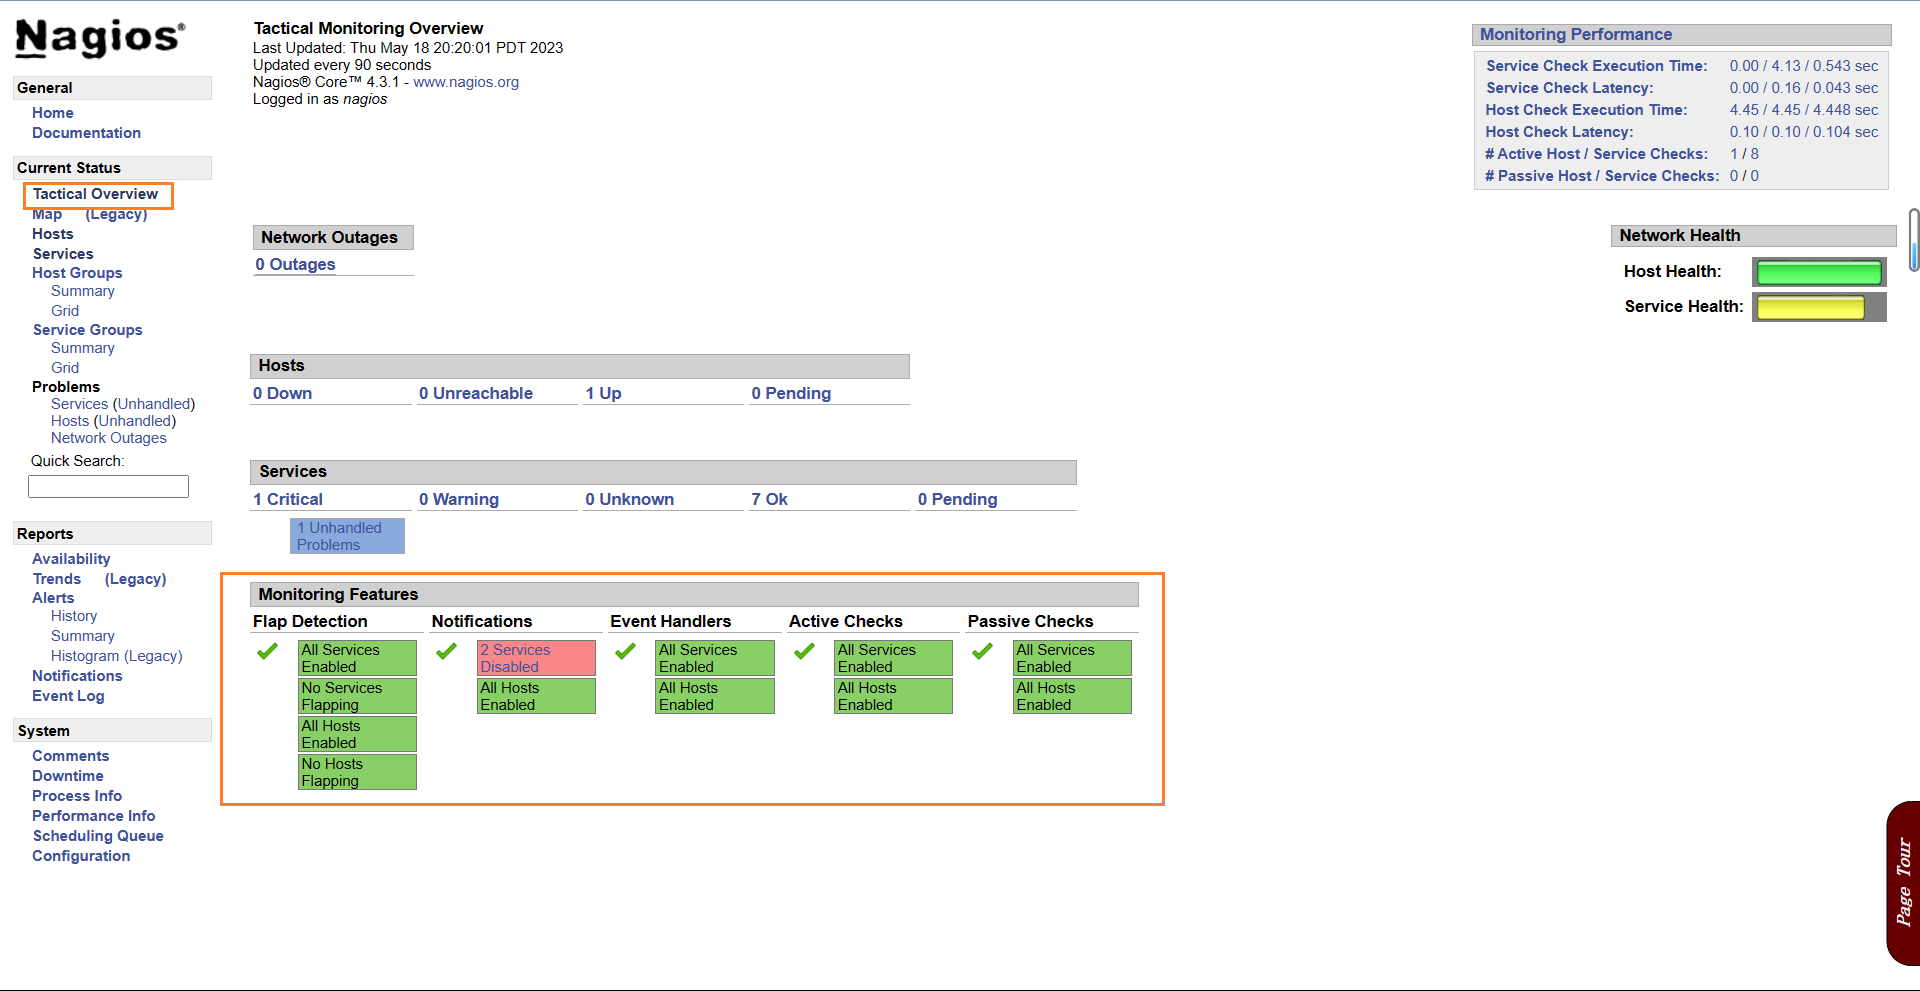 Nagios®
General
Home
Documentation
Current Status
Tactical Overview
Map (Legacy)
Hosts
Services
Host Groups
Summary
Grid
Service Groups
Summary
Grid
Problems
Services (Unhandled)
Hosts (Unhandled)
Network Outages
Quick Search:
Reports
Availability
Trends (Legacy)
Alerts
History
Summary
Histogram (Legacy)
Notifications
Event Log
System
Comments
Downtime
Process Info
Performance Info
Scheduling Queue
Configuration
Tactical Monitoring Overview
Last Updated: Thu May 18 20:20:01 PDT 2023
Updated every 90 seconds
Nagios® Core™ 4.3.1 - www.nagios.org
Logged in as nagios
Monitoring Performance
Service Check Execution Time: 0.00 / 4.13 / 0.543 sec
Service Check Latency: 0.00 / 0.16 / 0.043 sec
Host Check Execution Time: 4.45 / 4.45 / 4.448 sec
Host Check Latency: 0.10 / 0.10 / 0.104 sec
# Active Host / Service Checks: 1 / 8
# Passive Host / Service Checks: 0 / 0
Network Outages
0 Outages
Network Health
Host Health:
Service Health:
Hosts
0 Down 0 Unreachable 1 Up 0 Pending
Services
1 Critical 0 Warning 0 Unknown 7 Ok 0 Pending
1 Unhandled
Problems
Monitoring Features
Flap Detection Notifications Event Handlers Active Checks Passive Checks
All Services 2 Services All Services All Services All Services
Enabled Disabled Enabled Enabled Enabled
No Services All Hosts All Hosts All Hosts All Hosts
Flapping Enabled Enabled Enabled Enabled
All Hosts
Enabled
No Hosts
Flapping
Page Tour